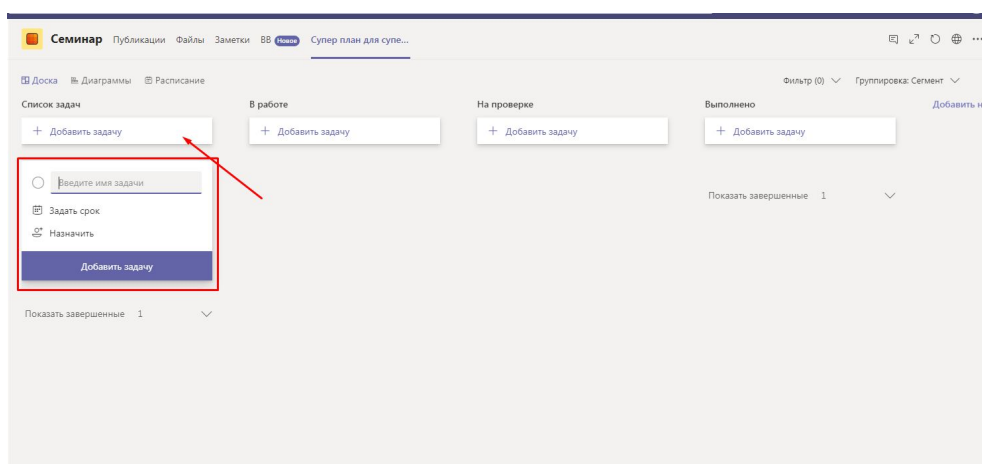 Семинар Публикации Файлы Заметки BB Новое Супер план для супе...
Доска Диаграммы Расписание Фильтр (0) Группировка: Сегмент
Список задач В работе На проверке Выполнено Добавить н
+ Добавить задачу + Добавить задачу + Добавить задачу + Добавить задачу
Введите имя задачи
Задать срок
Назначить
Добавить задачу
Показать завершенные 1
Показать завершенные 1